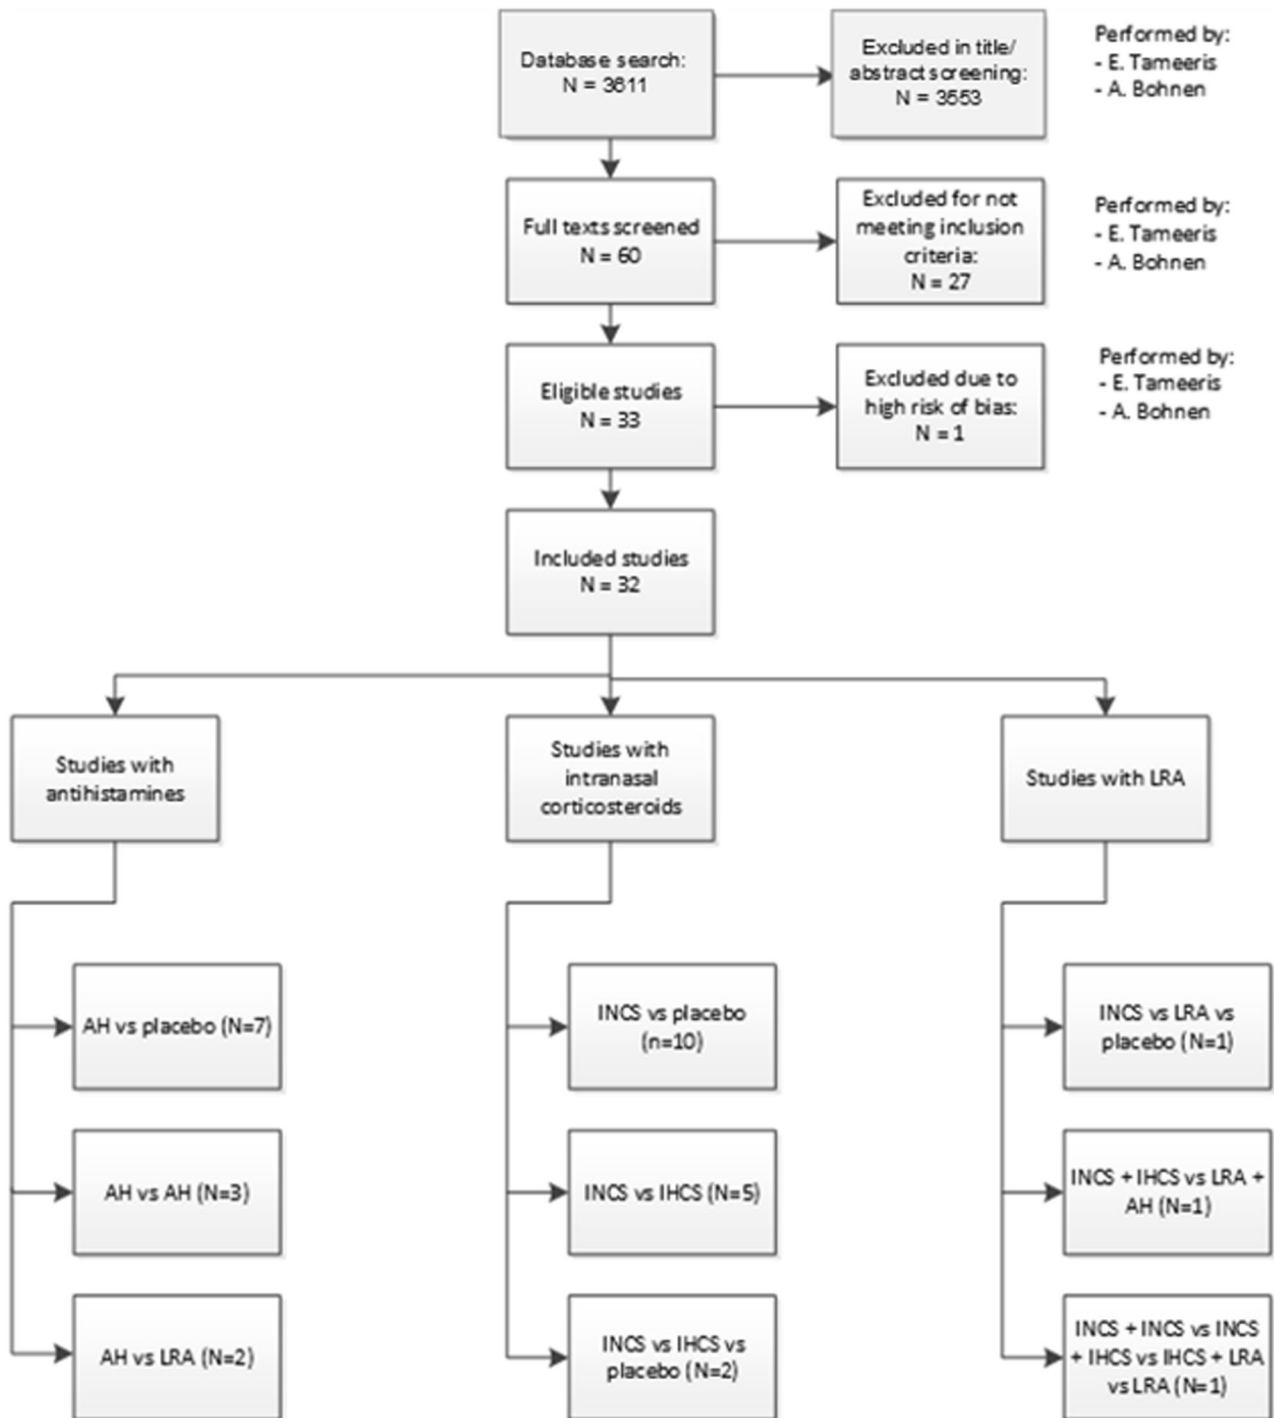 Database search:
N = 3611
Excluded in title/
abstract screening:
N = 3553
Performed by:
- E. Tameeris
- A. Bohnen
Full texts screened
N = 60
Excluded for not
meeting inclusion
criteria:
N = 27
Performed by:
- E. Tameeris
- A. Bohnen
Eligible studies
N = 33
Excluded due to
high risk of bias:
N = 1
Performed by:
- E. Tameeris
- A. Bohnen
Included studies
N = 32
Studies with
antihistamines
Studies with
intranasal
corticosteroids
Studies with LRA
AH vs placebo (N=7)
INCS vs placebo
(n=10)
INCS vs LRA vs
placebo (N=1)
AH vs AH (N=3)
INCS vs IHCS (N=5)
INCS + IHCS vs LRA +
AH (N=1)
AH vs LRA (N=2)
INCS vs IHCS vs
placebo (N=2)
INCS + INCS vs INCS
+ IHCS vs IHCS + LRA
vs LRA (N=1)